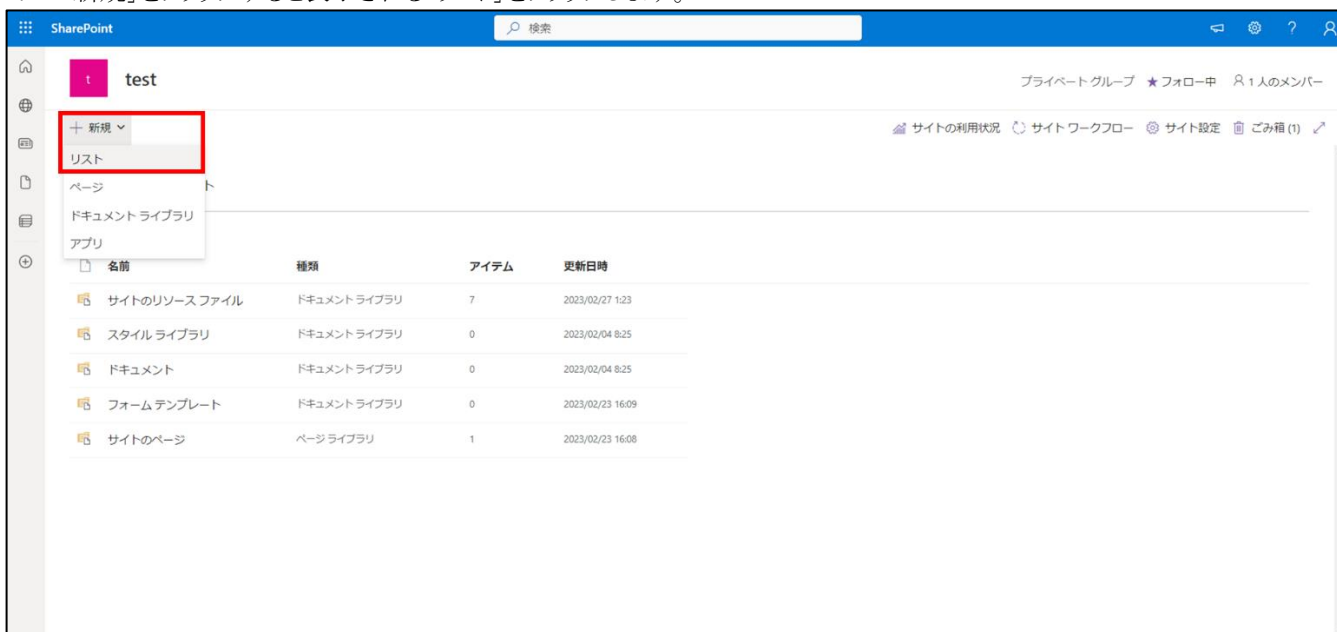 SharePoint
検索
t
test
プライベート グループ ★ フォロー中 1 人のメンバー
+ 新規
サイトの利用状況 サイト ワークフロー サイト設定 ごみ箱 (1)
リスト
ページ
ト
ドキュメント ライブラリ
アプリ
名前 種類 アイテム 更新日時
サイトのリソース ファイル ドキュメント ライブラリ 7 2023/02/27 1:23
スタイル ライブラリ ドキュメント ライブラリ 0 2023/02/04 8:25
ドキュメント ドキュメント ライブラリ 0 2023/02/04 8:25
フォーム テンプレート ドキュメント ライブラリ 0 2023/02/23 16:09
サイトのページ ページ ライブラリ 1 2023/02/23 16:08